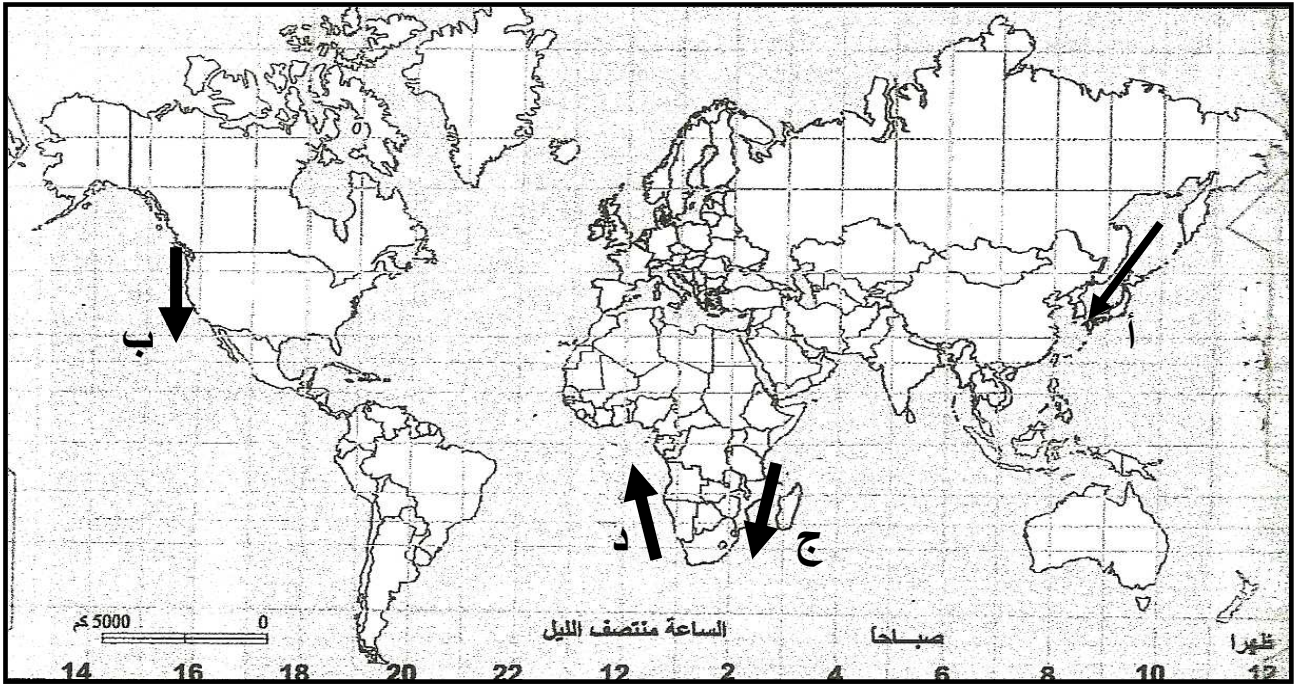 أ
ب
ج
د
0 5000 كم
الساعة منتصف الليل
صباحا
ظهرا
14 16 18 20 22 12 2 4 6 8 10 12